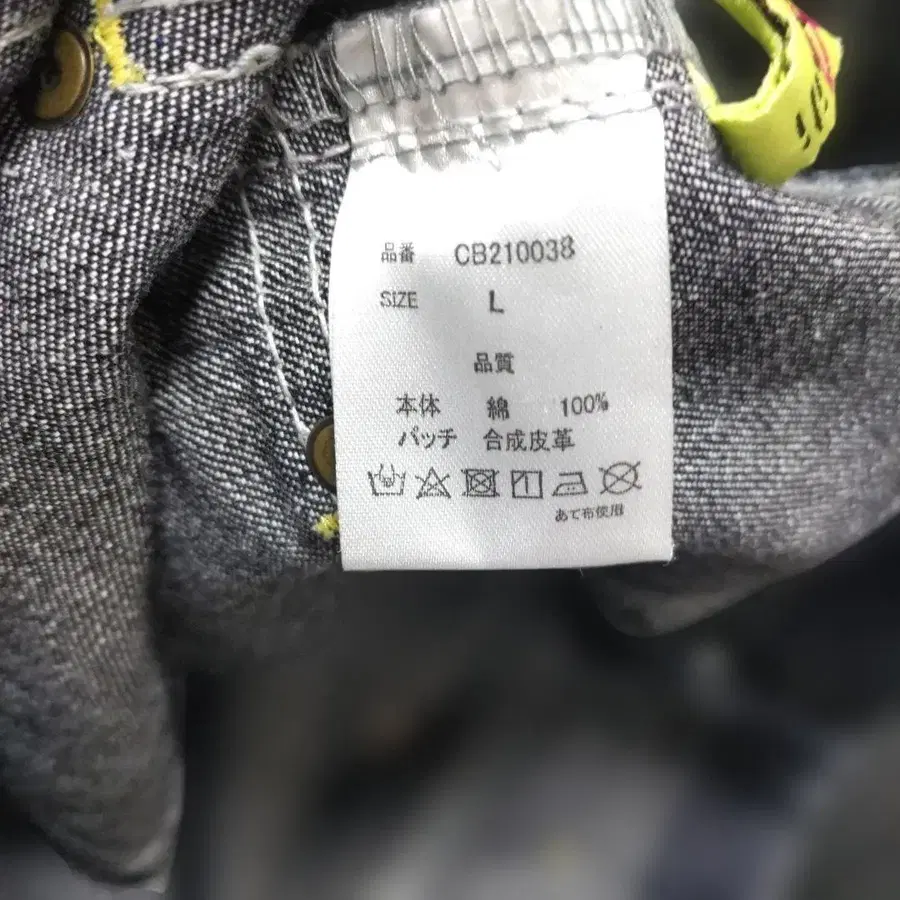 品番 CB210038
SIZE L
品質
本体 綿 100%
パッチ 合成皮革
あて布使用